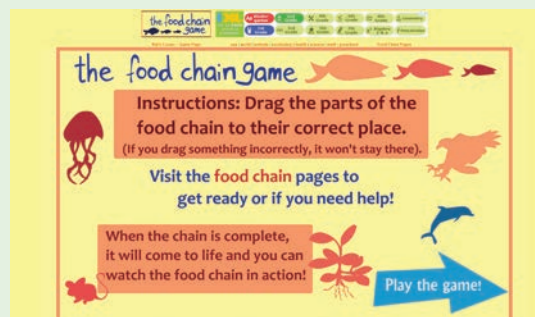 the food chain
game
the food chain game
Instructions: Drag the parts of the
food chain to their correct place.
(If you drag something incorrectly, it won't stay there).
Visit the food chain pages to
get ready or if you need help!
When the chain is complete,
it will come to life and you can
watch the food chain in action!
Play the game!